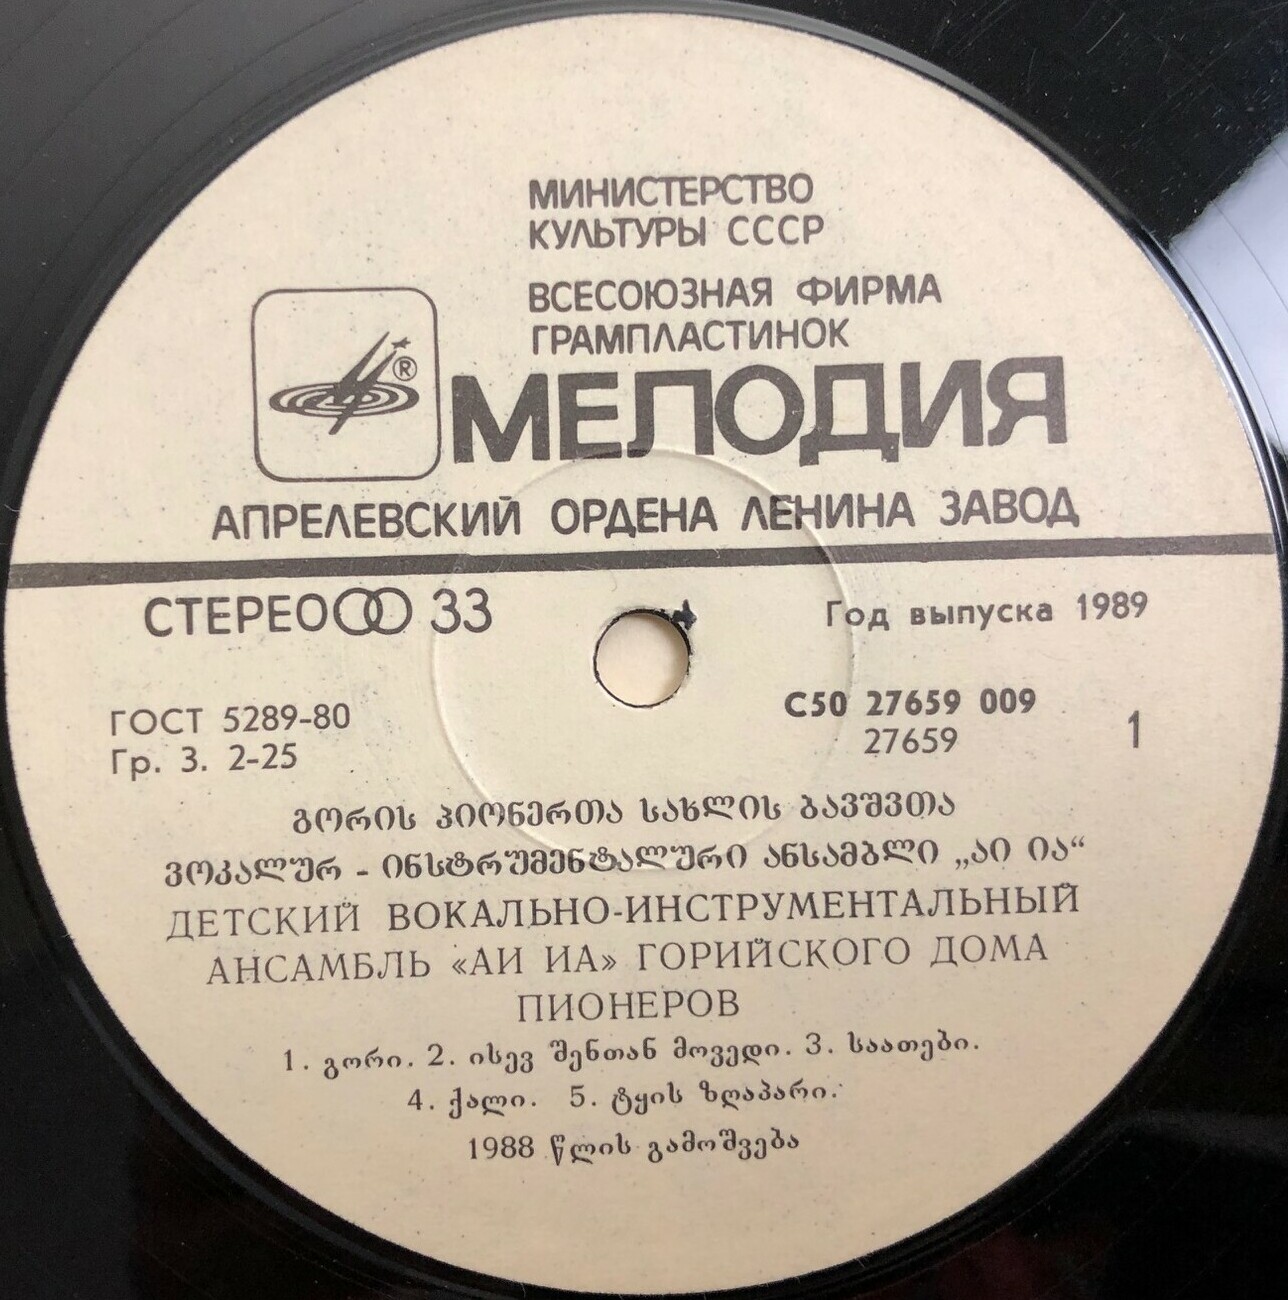 МИНИСТЕРСТВО
КУЛЬТУРЫ СССР
ВСЕСОЮЗНАЯ ФИРМА
ГРАМПЛАСТИНОК
®
МЕЛОДИЯ
АПРЕЛЕВСКИЙ ОРДЕНА ЛЕНИНА ЗАВОД
СТЕРЕО 33
Год выпуска 1989
ГОСТ 5289-80
Гр. 3. 2-25
С50 27659 009
27659
1
გორის პიონერთა სახლის ბავშვთა
ვოკალურ - ინსტრუმენტალური ანსამბლი „აი ია“
ДЕТСКИЙ ВОКАЛЬНО-ИНСТРУМЕНТАЛЬНЫЙ
АНСАМБЛЬ «АИ ИА» ГОРИЙСКОГО ДОМА
ПИОНЕРОВ
1. გორი. 2. ისევ შენთან მოვედი. 3. საათები.
4. ქალი. 5. ტყის ზღაპარი.
1988 წლის გამოშვება